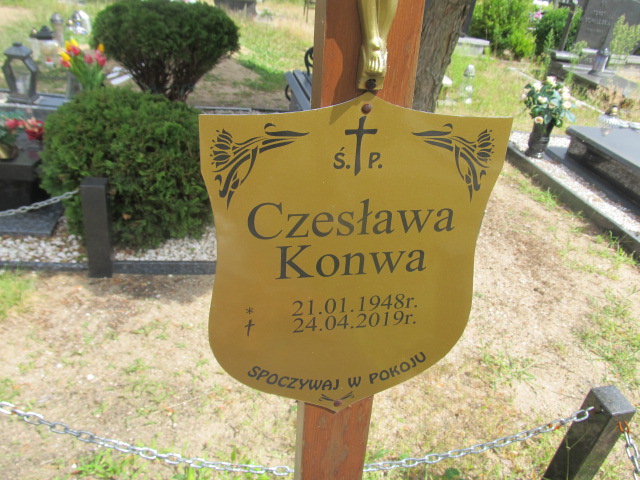 Ś.†P.
Czesława
Konwa
* 21.01.1948r.
† 24.04.2019r.
SPOCZYWAJ W POKOJU